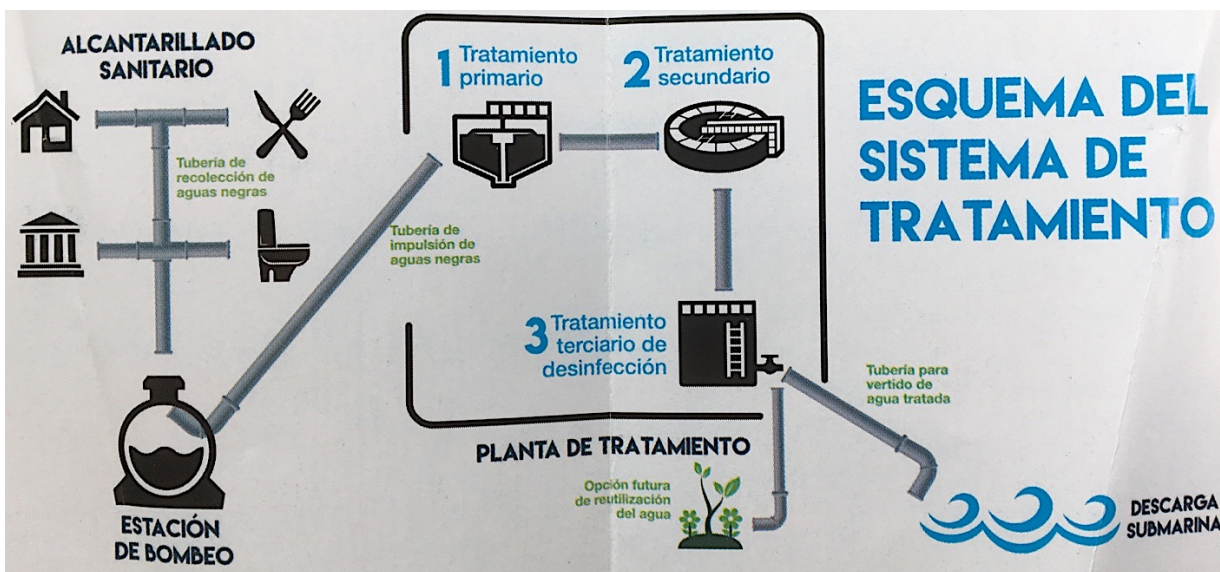 ALCANTARILLADO
SANITARIO
Tubería de
recolección de
aguas negras
ESTACIÓN
DE BOMBEO
Tubería de
impulsión de
aguas negras
1 Tratamiento
primario
2 Tratamiento
secundario
3 Tratamiento
terciario de
desinfección
PLANTA DE TRATAMIENTO
Opción futura
de reutilización
del agua
Tubería para
vertido de
agua tratada
DESCARGA
SUBMARINA
ESQUEMA DEL
SISTEMA DE
TRATAMIENTO